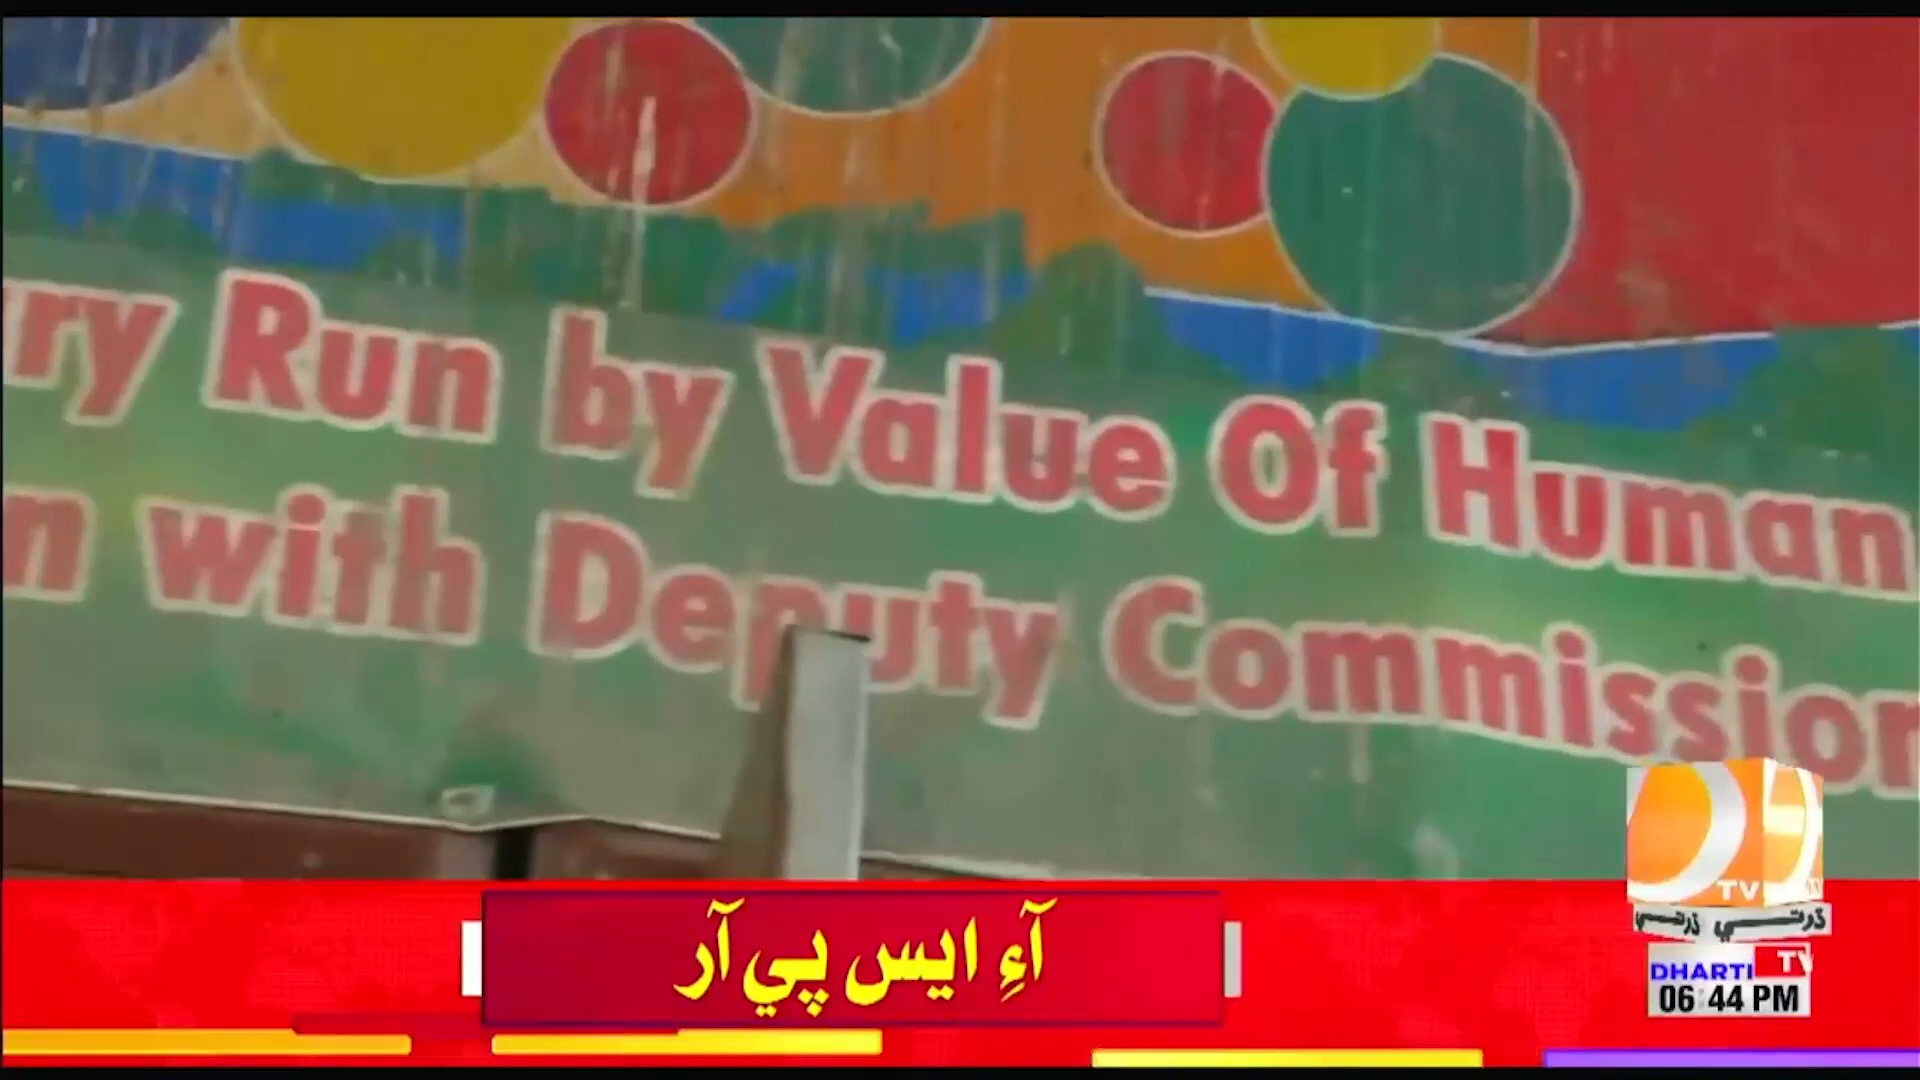 ry Run by Value Of Human
n with Deputy Commission
آءِ ايس پي آر
TV
ڌرتي
DHARTI TV
06:44 PM